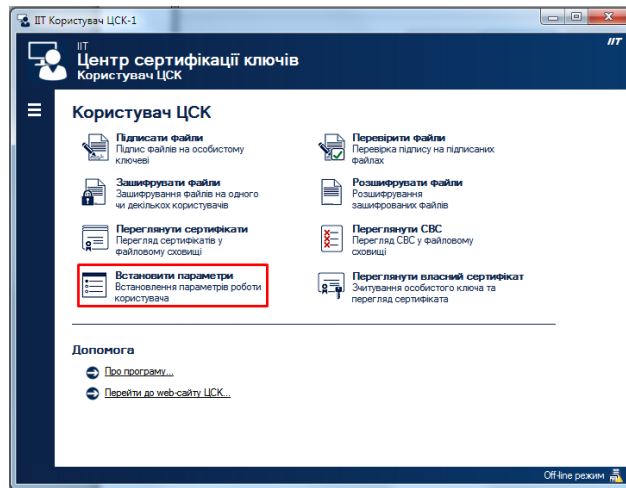 ІІТ Користувач ЦСК-1
ІІТ
ІІТ
Центр сертифікації ключів
Користувач ЦСК
Користувач ЦСК
Підписати файли
Підпис файлів на особистому
ключеві
Перевірити файли
Перевірка підпису на підписаних
файлах
Зашифрувати файли
Зашифрування файлів на одного
чи декількох користувачів
Розшифрувати файли
Розшифрування
зашифрованих файлів
Переглянути сертифікати
Перегляд сертифікатів у
файловому сховищі
Переглянути СВС
Перегляд СВС у файловому
сховищі
Встановити параметри
Встановлення параметрів роботи
користувача
Переглянути власний сертифікат
Зчитування особистого ключа та
перегляд сертифіката
Допомога
Про програму...
Перейти до web-сайту ЦСК...
Off-line режим